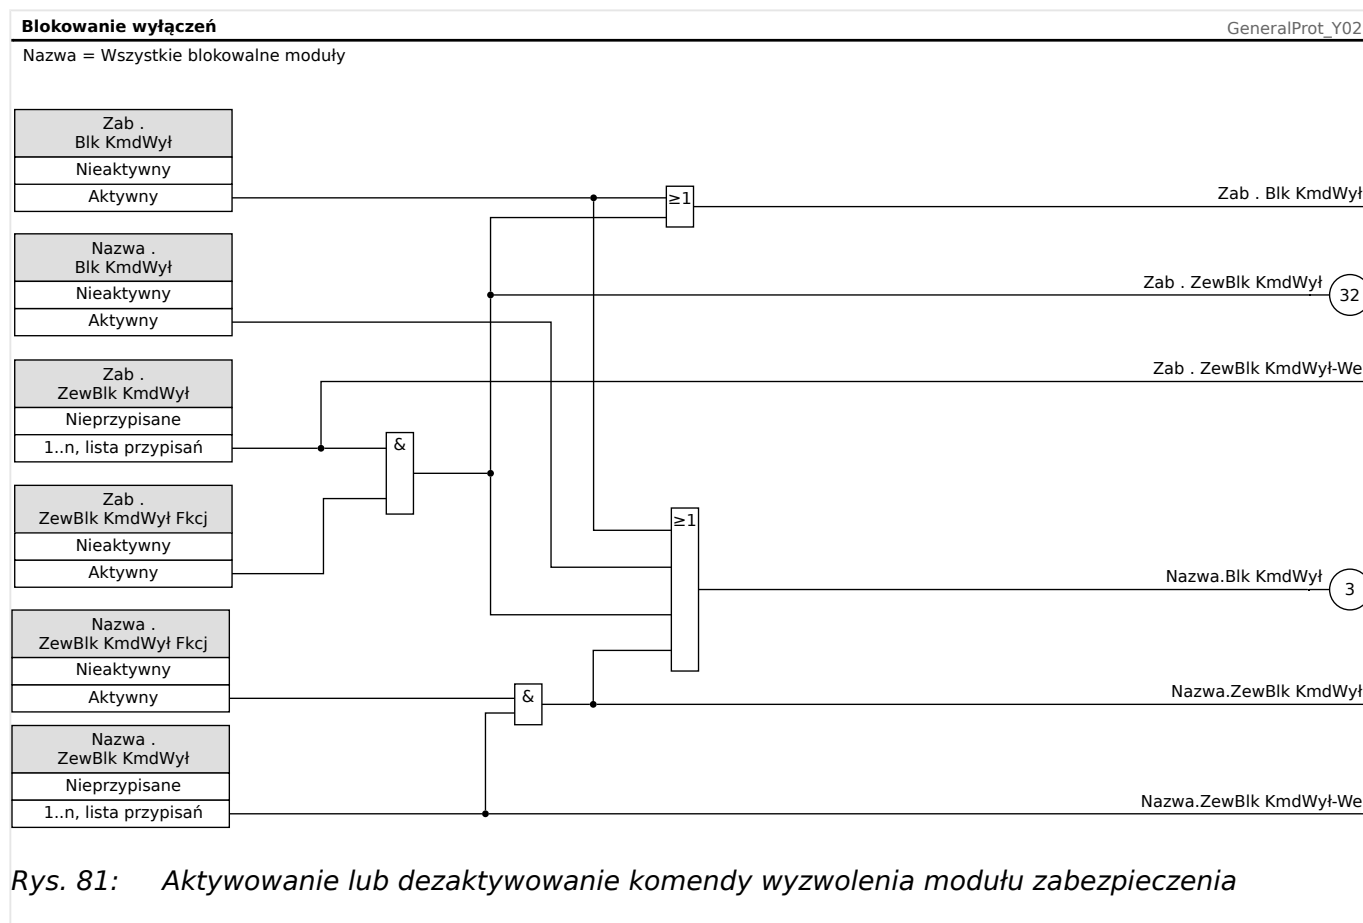 Blokowanie wyłączeń
GeneralProt_Y02
Nazwa = Wszystkie blokowalne moduły
Zab .
Blk KmdWył
Nieaktywny
Aktywny
≥1
Zab . Blk KmdWył
Nazwa .
Blk KmdWył
Nieaktywny
Aktywny
Zab . ZewBlk KmdWył
32
Zab .
ZewBlk KmdWył
Nieprzypisane
1..n, lista przypisań
Zab . ZewBlk KmdWył-We
&
Zab .
ZewBlk KmdWył Fkcj
Nieaktywny
Aktywny
≥1
Nazwa.Blk KmdWył
3
Nazwa .
ZewBlk KmdWył Fkcj
Nieaktywny
Aktywny
&
Nazwa.ZewBlk KmdWył
Nazwa .
ZewBlk KmdWył
Nieprzypisane
1..n, lista przypisań
Nazwa.ZewBlk KmdWył-We
Rys. 81: Aktywowanie lub dezaktywowanie komendy wyzwolenia modułu zabezpieczenia